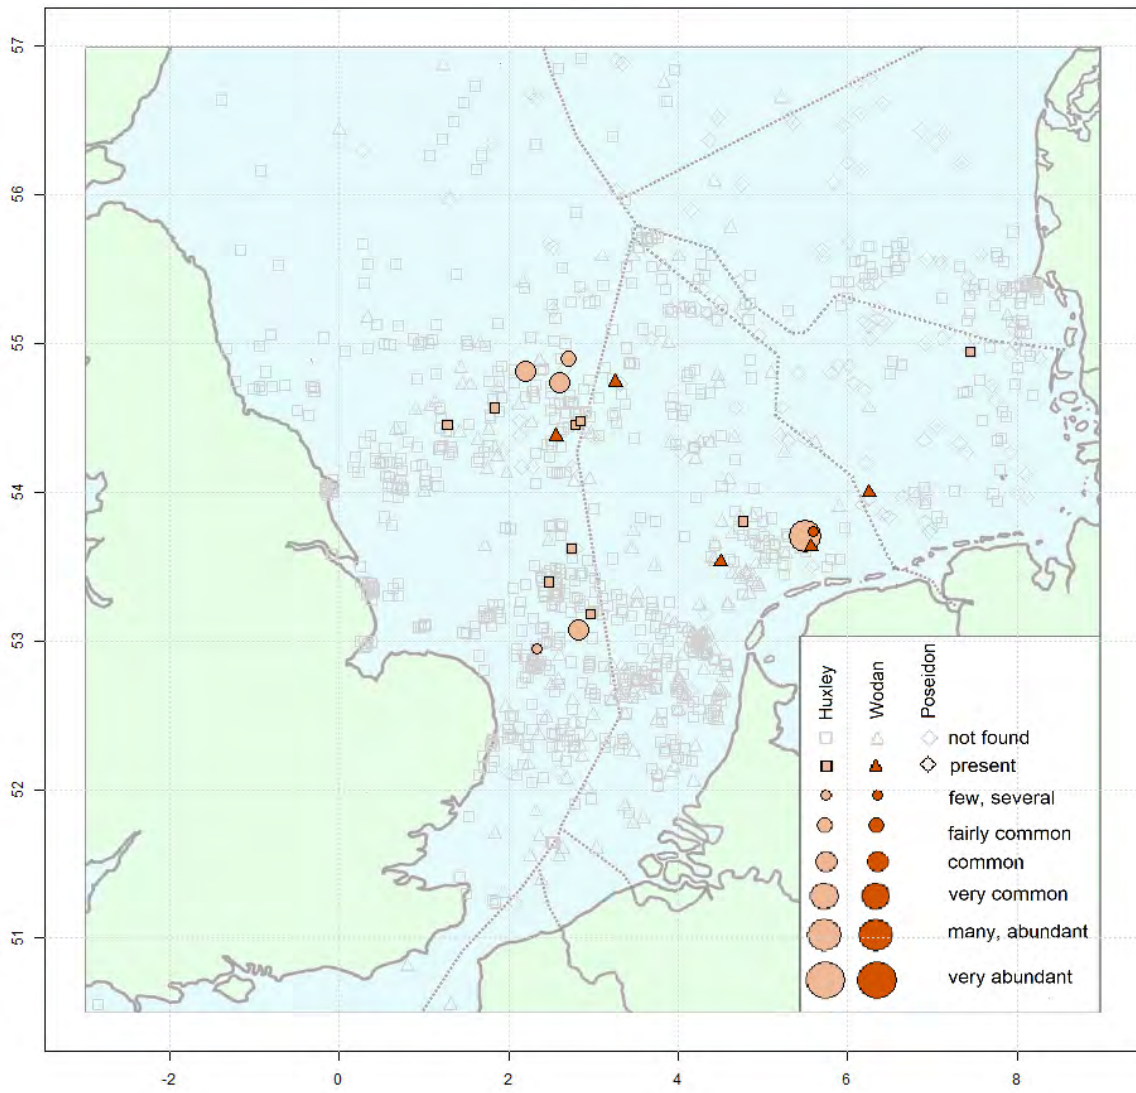 57
56
55
54
53
52
51
Huxley
Wodan
Poseidon
not found
present
few, several
fairly common
common
very common
many, abundant
very abundant
-2 0 2 4 6 8